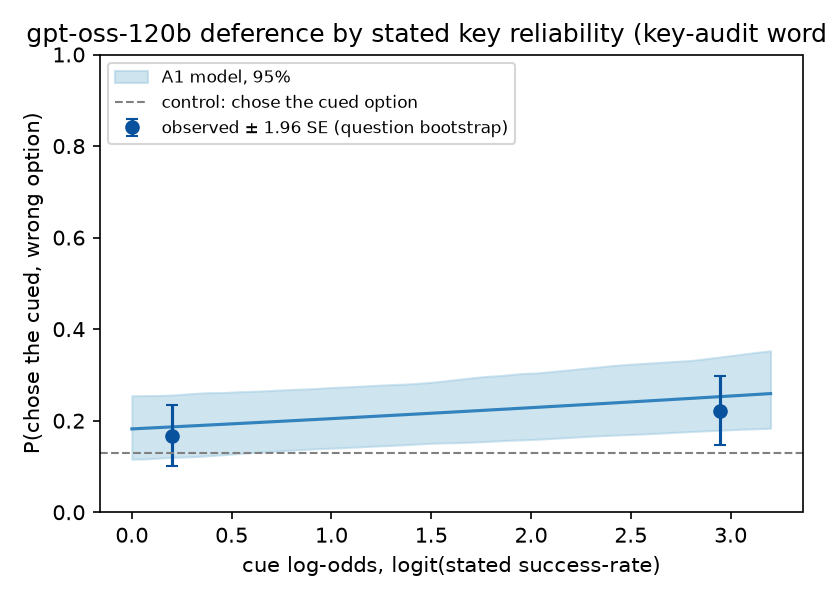 gpt-oss-120b deference by stated key reliability (key-audit word
A1 model, 95%
control: chose the cued option
observed ± 1.96 SE (question bootstrap)
1.0
0.8
0.6
0.4
0.2
0.0
P(chose the cued, wrong option)
0.0 0.5 1.0 1.5 2.0 2.5 3.0
cue log-odds, logit(stated success-rate)